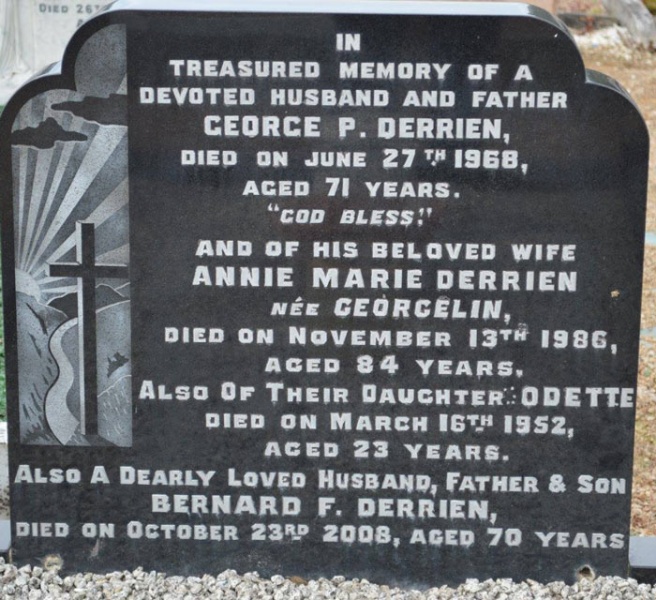 DIED 26TH
IN
TREASURED MEMORY OF A
DEVOTED HUSBAND AND FATHER
GEORGE P. DERRIEN,
DIED ON JUNE 27TH 1968,
AGED 71 YEARS.
"GOD BLESS."
AND OF HIS BELOVED WIFE
ANNIE MARIE DERRIEN
NÉE GEORGELIN,
DIED ON NOVEMBER 13TH 1986,
AGED 84 YEARS.
ALSO OF THEIR DAUGHTER ODETTE
DIED ON MARCH 16TH 1952,
AGED 23 YEARS.
ALSO A DEARLY LOVED HUSBAND, FATHER & SON
BERNARD F. DERRIEN,
DIED ON OCTOBER 23RD 2008, AGED 70 YEARS